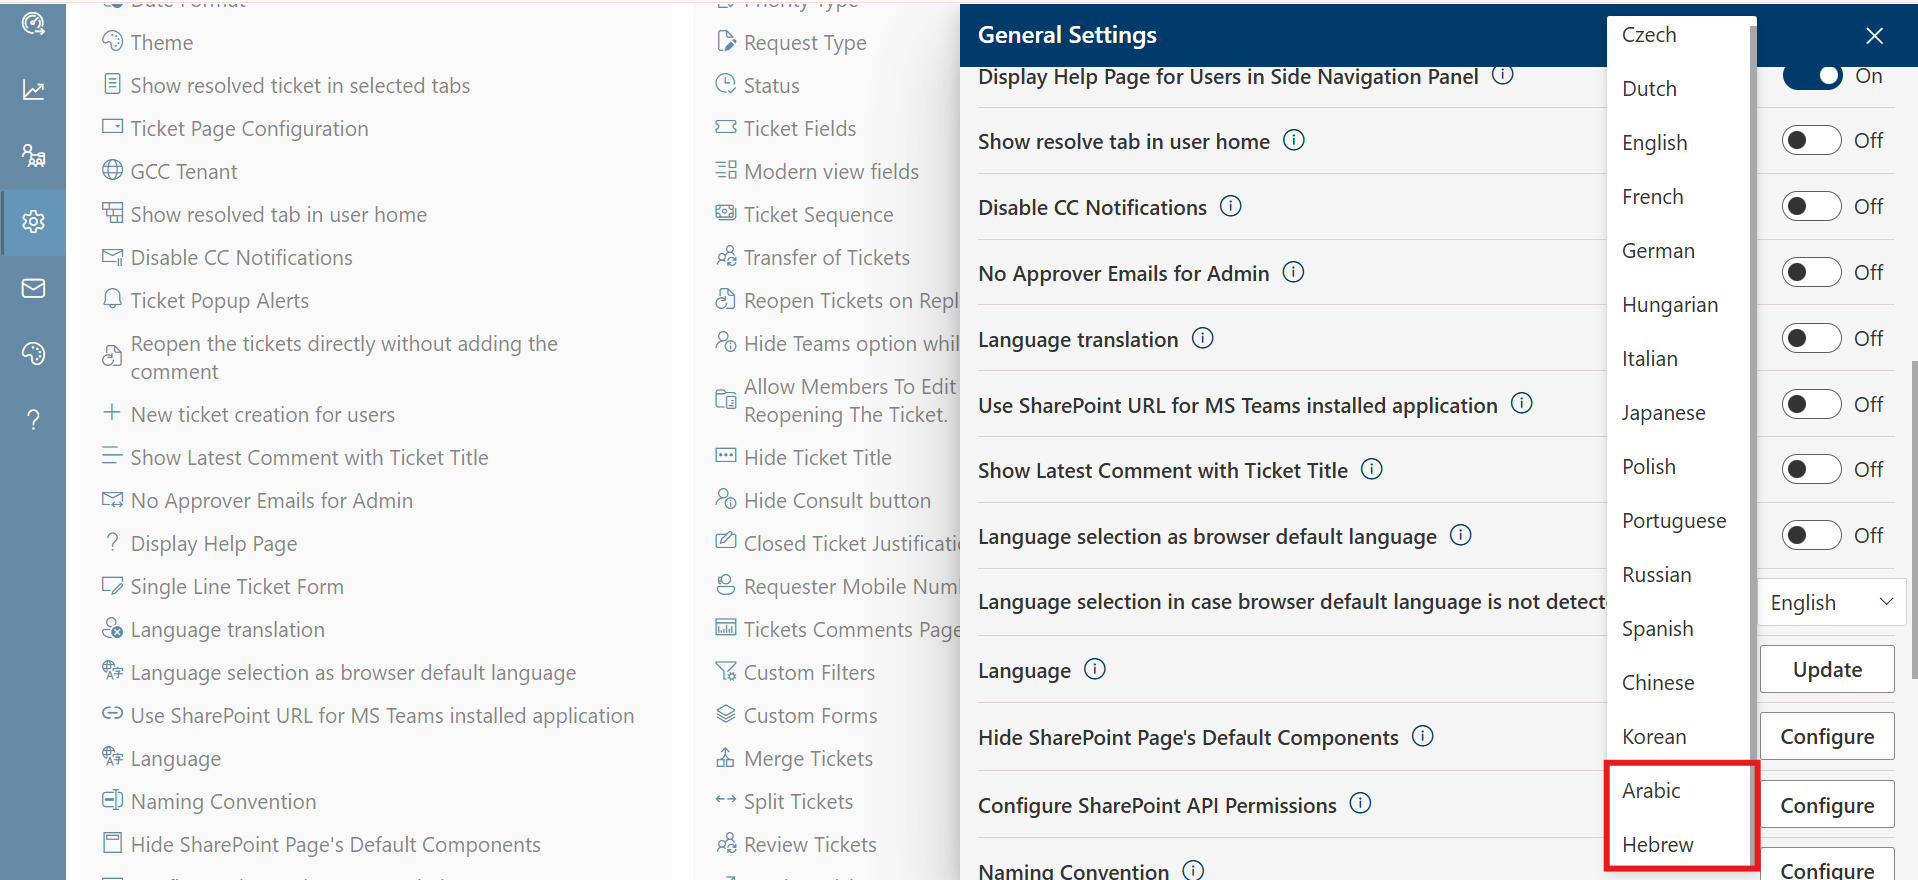 Date Format
Theme
Show resolved ticket in selected tabs
Ticket Page Configuration
GCC Tenant
Show resolved tab in user home
Disable CC Notifications
Ticket Popup Alerts
Reopen the tickets directly without adding the
comment
New ticket creation for users
Show Latest Comment with Ticket Title
No Approver Emails for Admin
Display Help Page
Single Line Ticket Form
Language translation
Language selection as browser default language
Use SharePoint URL for MS Teams installed application
Language
Naming Convention
Hide SharePoint Page's Default Components
Priority Type
Request Type
Status
Ticket Fields
Modern view fields
Ticket Sequence
Transfer of Tickets
Reopen Tickets on Repl
Hide Teams option whil
Allow Members To Edit
Reopening The Ticket.
Hide Ticket Title
Hide Consult button
Closed Ticket Justificati
Requester Mobile Num
Tickets Comments Page
Custom Filters
Custom Forms
Merge Tickets
Split Tickets
Review Tickets
General Settings
Display Help Page for Users in Side Navigation Panel
On
Show resolve tab in user home
Off
Disable CC Notifications
Off
No Approver Emails for Admin
Off
Language translation
Off
Use SharePoint URL for MS Teams installed application
Off
Show Latest Comment with Ticket Title
Off
Language selection as browser default language
Off
Language selection in case browser default language is not detect
English
Language
Update
Hide SharePoint Page's Default Components
Configure
Configure SharePoint API Permissions
Configure
Naming Convention
Configure
Czech
Dutch
English
French
German
Hungarian
Italian
Japanese
Polish
Portuguese
Russian
Spanish
Chinese
Korean
Arabic
Hebrew